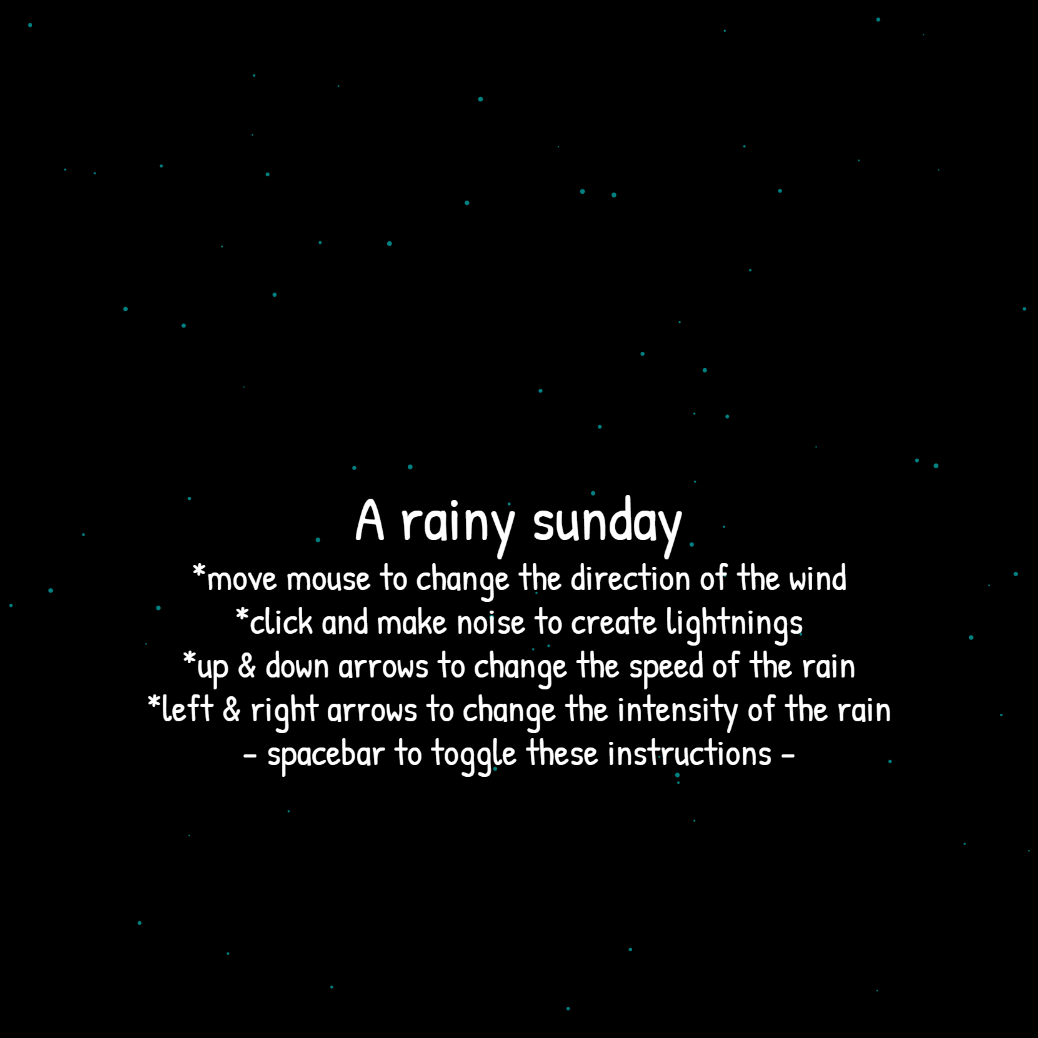 A rainy sunday
*move mouse to change the direction of the wind
*click and make noise to create lightnings
*up & down arrows to change the speed of the rain
*left & right arrows to change the intensity of the rain
- spacebar to toggle these instructions -